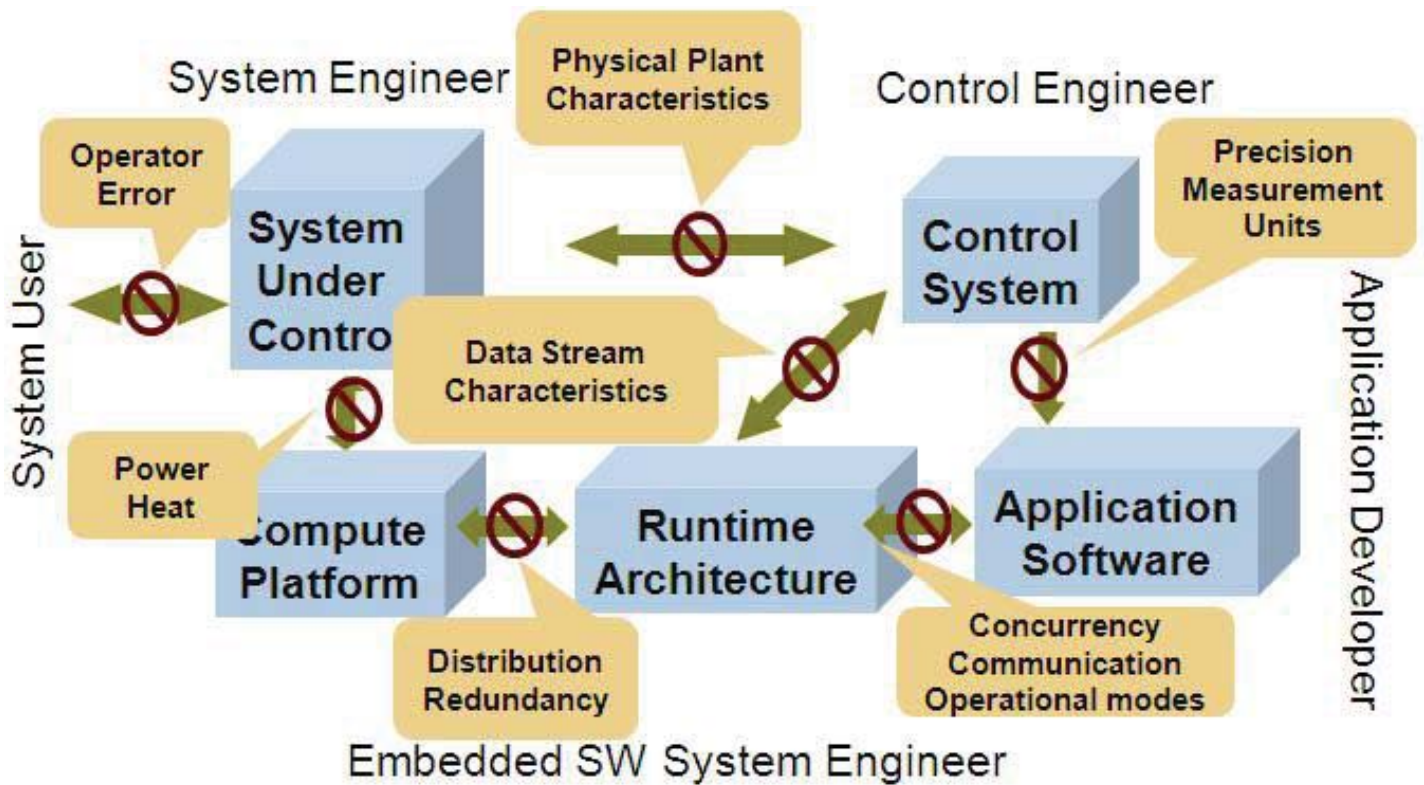 System Engineer
Physical Plant
Characteristics
Control Engineer
Operator
Error
Precision
Measurement
Units
System User
System
Under
Contro
Control
System
Application Developer
Data Stream
Characteristics
Power
Heat
Compute
Platform
Runtime
Architecture
Application
Software
Distribution
Redundancy
Concurrency
Communication
Operational modes
Embedded SW System Engineer